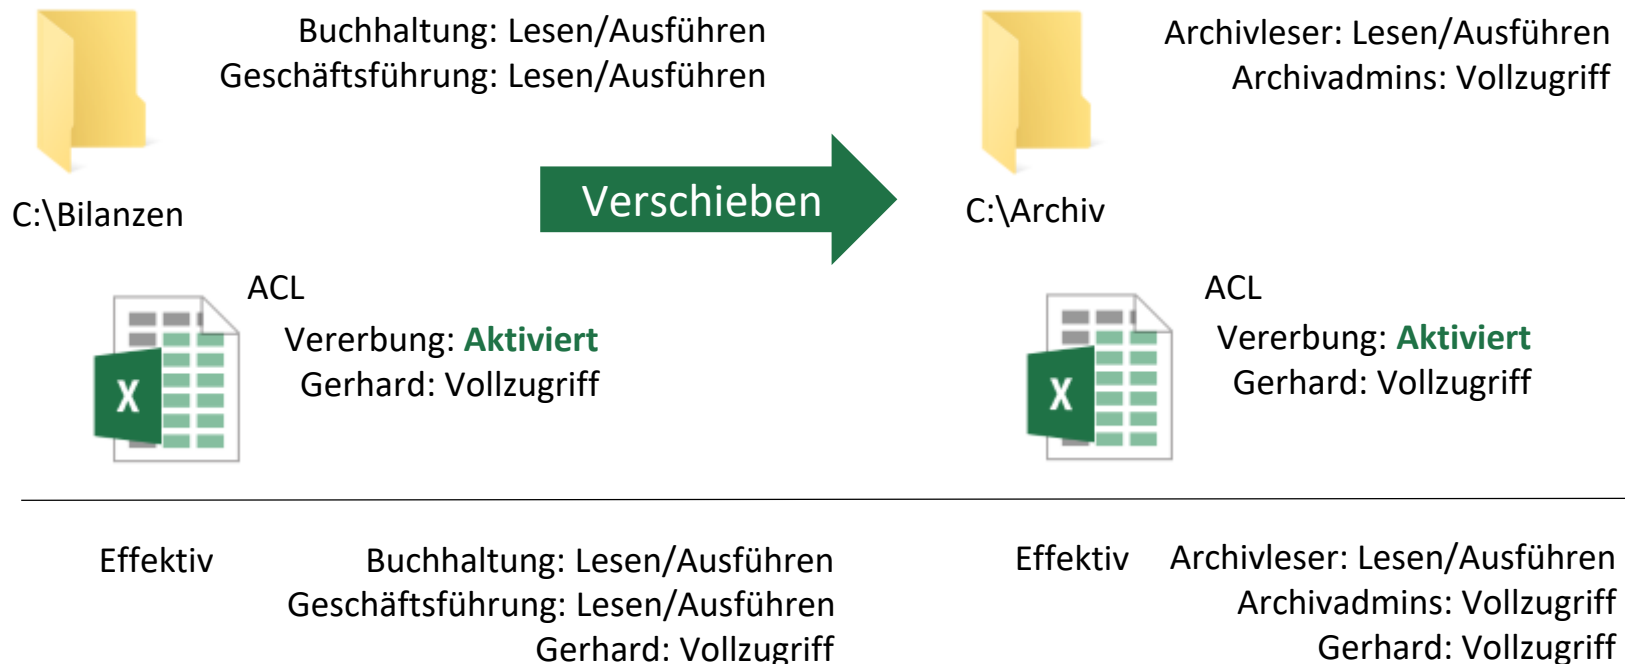 Buchhaltung: Lesen/Ausführen
Geschäftsführung: Lesen/Ausführen
Archivleser: Lesen/Ausführen
Archivadmins: Vollzugriff
Verschieben
C:\Bilanzen
C:\Archiv
ACL
Vererbung: Aktiviert
Gerhard: Vollzugriff
X
ACL
Vererbung: Aktiviert
Gerhard: Vollzugriff
X
Effektiv
Buchhaltung: Lesen/Ausführen
Geschäftsführung: Lesen/Ausführen
Gerhard: Vollzugriff
Effektiv
Archivleser: Lesen/Ausführen
Archivadmins: Vollzugriff
Gerhard: Vollzugriff